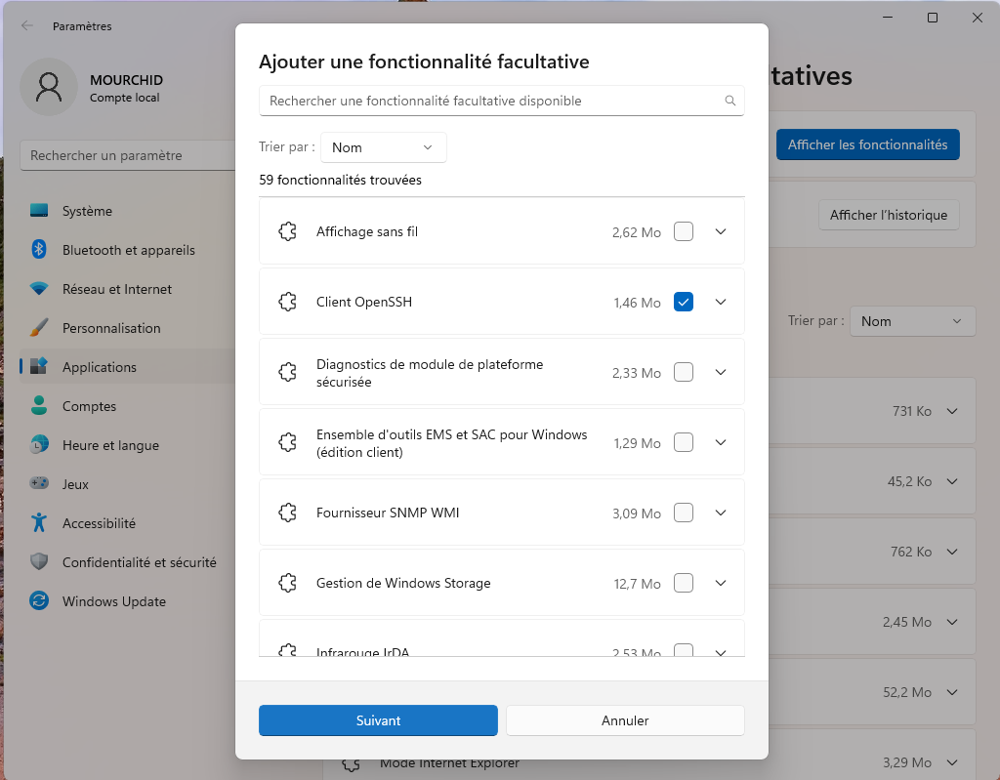 Paramètres
MOURCHID
Compte local
Rechercher un paramètre
Système
Bluetooth et appareils
Réseau et Internet
Personnalisation
Applications
Comptes
Heure et langue
Jeux
Accessibilité
Confidentialité et sécurité
Windows Update
Ajouter une fonctionnalité facultative
Rechercher une fonctionnalité facultative disponible
Trier par : Nom
59 fonctionnalités trouvées
Affichage sans fil 2,62 Mo
Client OpenSSH 1,46 Mo
Diagnostics de module de plateforme
sécurisée 2,33 Mo
Ensemble d'outils EMS et SAC pour Windows
(édition client) 1,29 Mo
Fournisseur SNMP WMI 3,09 Mo
Gestion de Windows Storage 12,7 Mo
Infrarouge IrDA 2,53 Mo
Suivant
Annuler
tatives
Afficher les fonctionnalités
Afficher l'historique
Trier par : Nom
731 Ko
45,2 Ko
762 Ko
2,45 Mo
52,2 Mo
Mode Internet Explorer 3,29 Mo